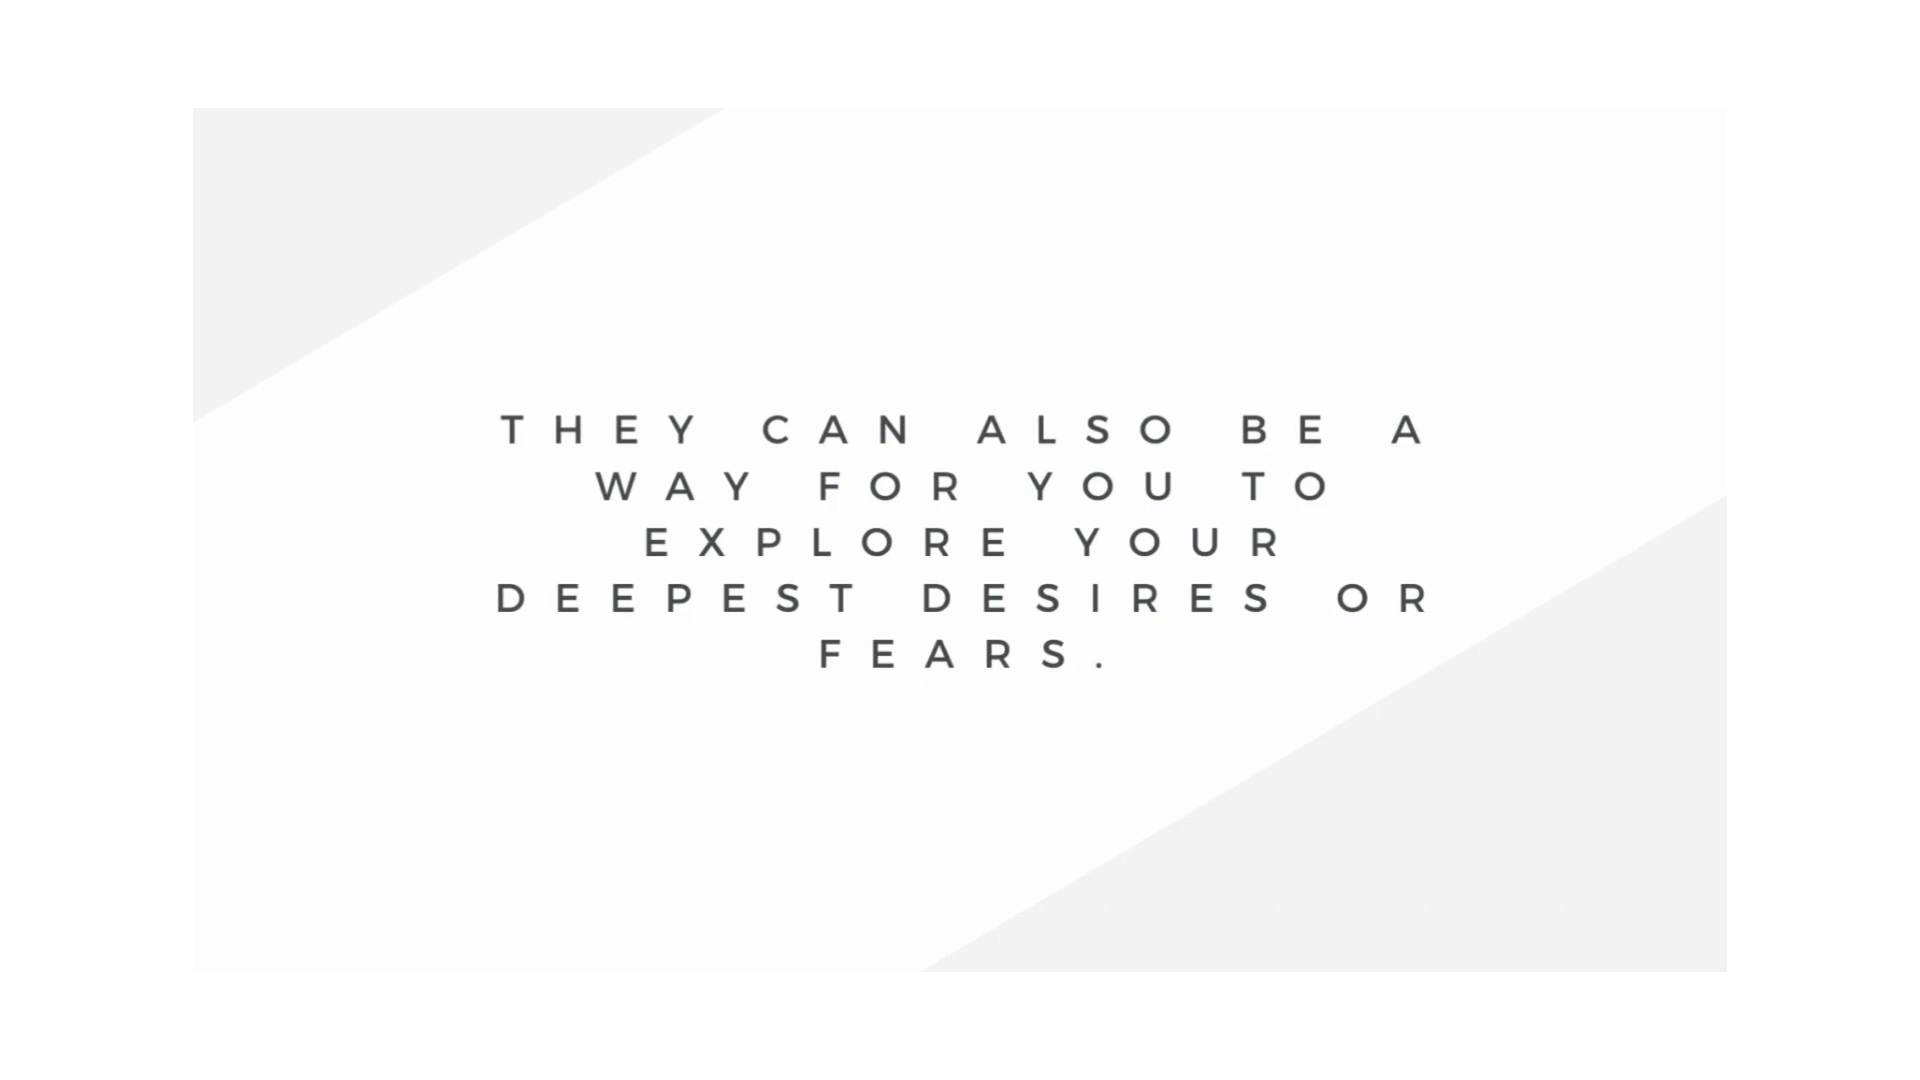 THEY CAN ALSO BE A
WAY FOR YOU TO
EXPLORE YOUR
DEEPEST DESIRES OR
FEARS.